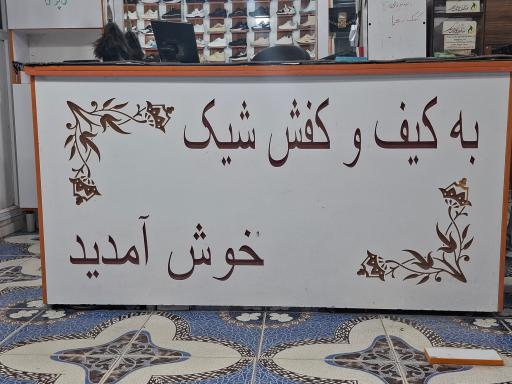 به کیف و کفش شیک
خوش آمدید